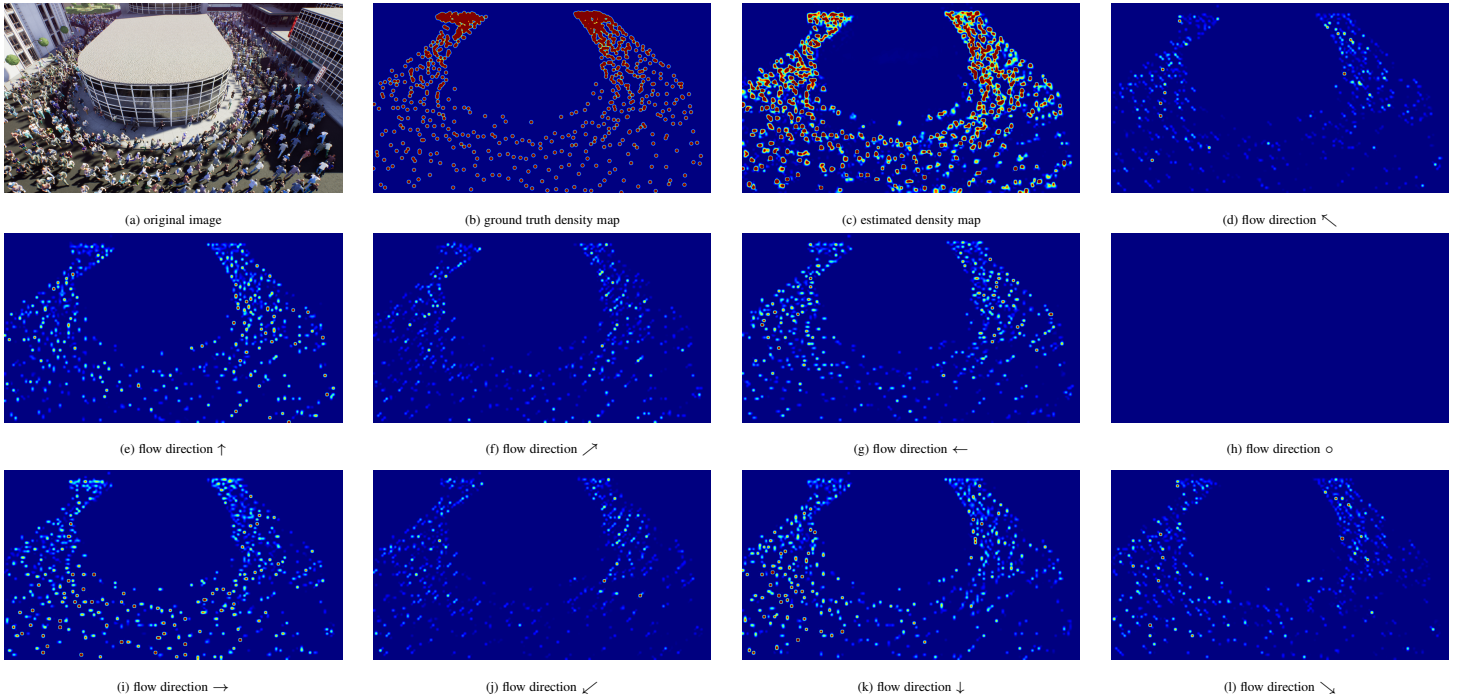 (a) original image
(b) ground truth density map
(c) estimated density map
(d) flow direction ↖
(e) flow direction ↑
(f) flow direction ↗
(g) flow direction ←
(h) flow direction ○
(i) flow direction →
(j) flow direction ↙
(k) flow direction ↓
(l) flow direction ↘